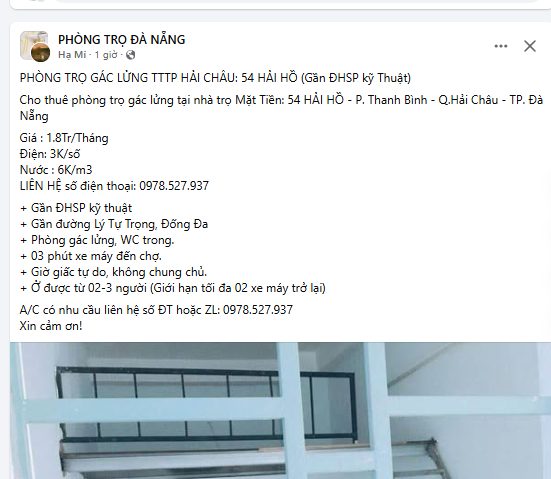 PHÒNG TRỌ ĐÀ NẴNG
Hạ Mi · 1 giờ ·
PHÒNG TRỌ GÁC LỬNG TTTP HẢI CHÂU: 54 HẢI HỒ (Gần ĐHSP kỹ Thuật)
Cho thuê phòng trọ gác lửng tại nhà trọ Mặt Tiền: 54 HẢI HỒ - P. Thanh Bình - Q.Hải Châu - TP. Đà
Nẵng
Giá : 1.8Tr/Tháng
Điện: 3K/số
Nước : 6K/m3
LIÊN HỆ số điện thoại: 0978.527.937
+ Gần ĐHSP kỹ thuật
+ Gần đường Lý Tự Trọng, Đống Đa
+ Phòng gác lửng, WC trong.
+ 03 phút xe máy đến chợ.
+ Giờ giấc tự do, không chung chủ.
+ Ở được từ 02-3 người (Giới hạn tối đa 02 xe máy trở lại)
A/C có nhu cầu liên hệ số ĐT hoặc ZL: 0978.527.937
Xin cảm ơn!